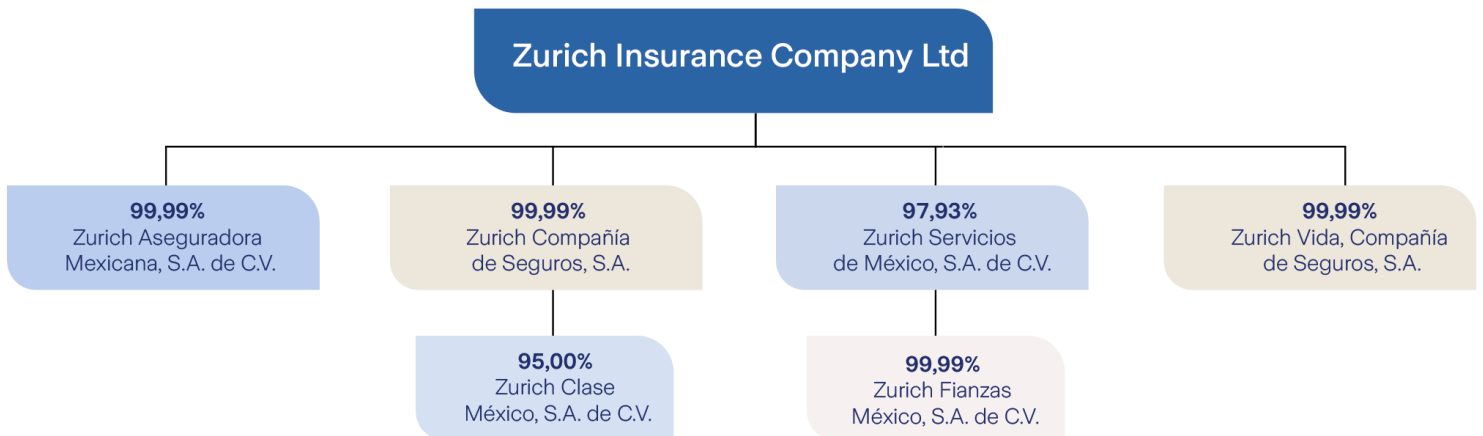 Zurich Insurance Company Ltd
99,99%
Zurich Aseguradora
Mexicana, S.A. de C.V.
99,99%
Zurich Compañía
de Seguros, S.A.
97,93%
Zurich Servicios
de México, S.A. de C.V.
99,99%
Zurich Vida, Compañía
de Seguros, S.A.
95,00%
Zurich Clase
México, S.A. de C.V.
99,99%
Zurich Fianzas
México, S.A. de C.V.